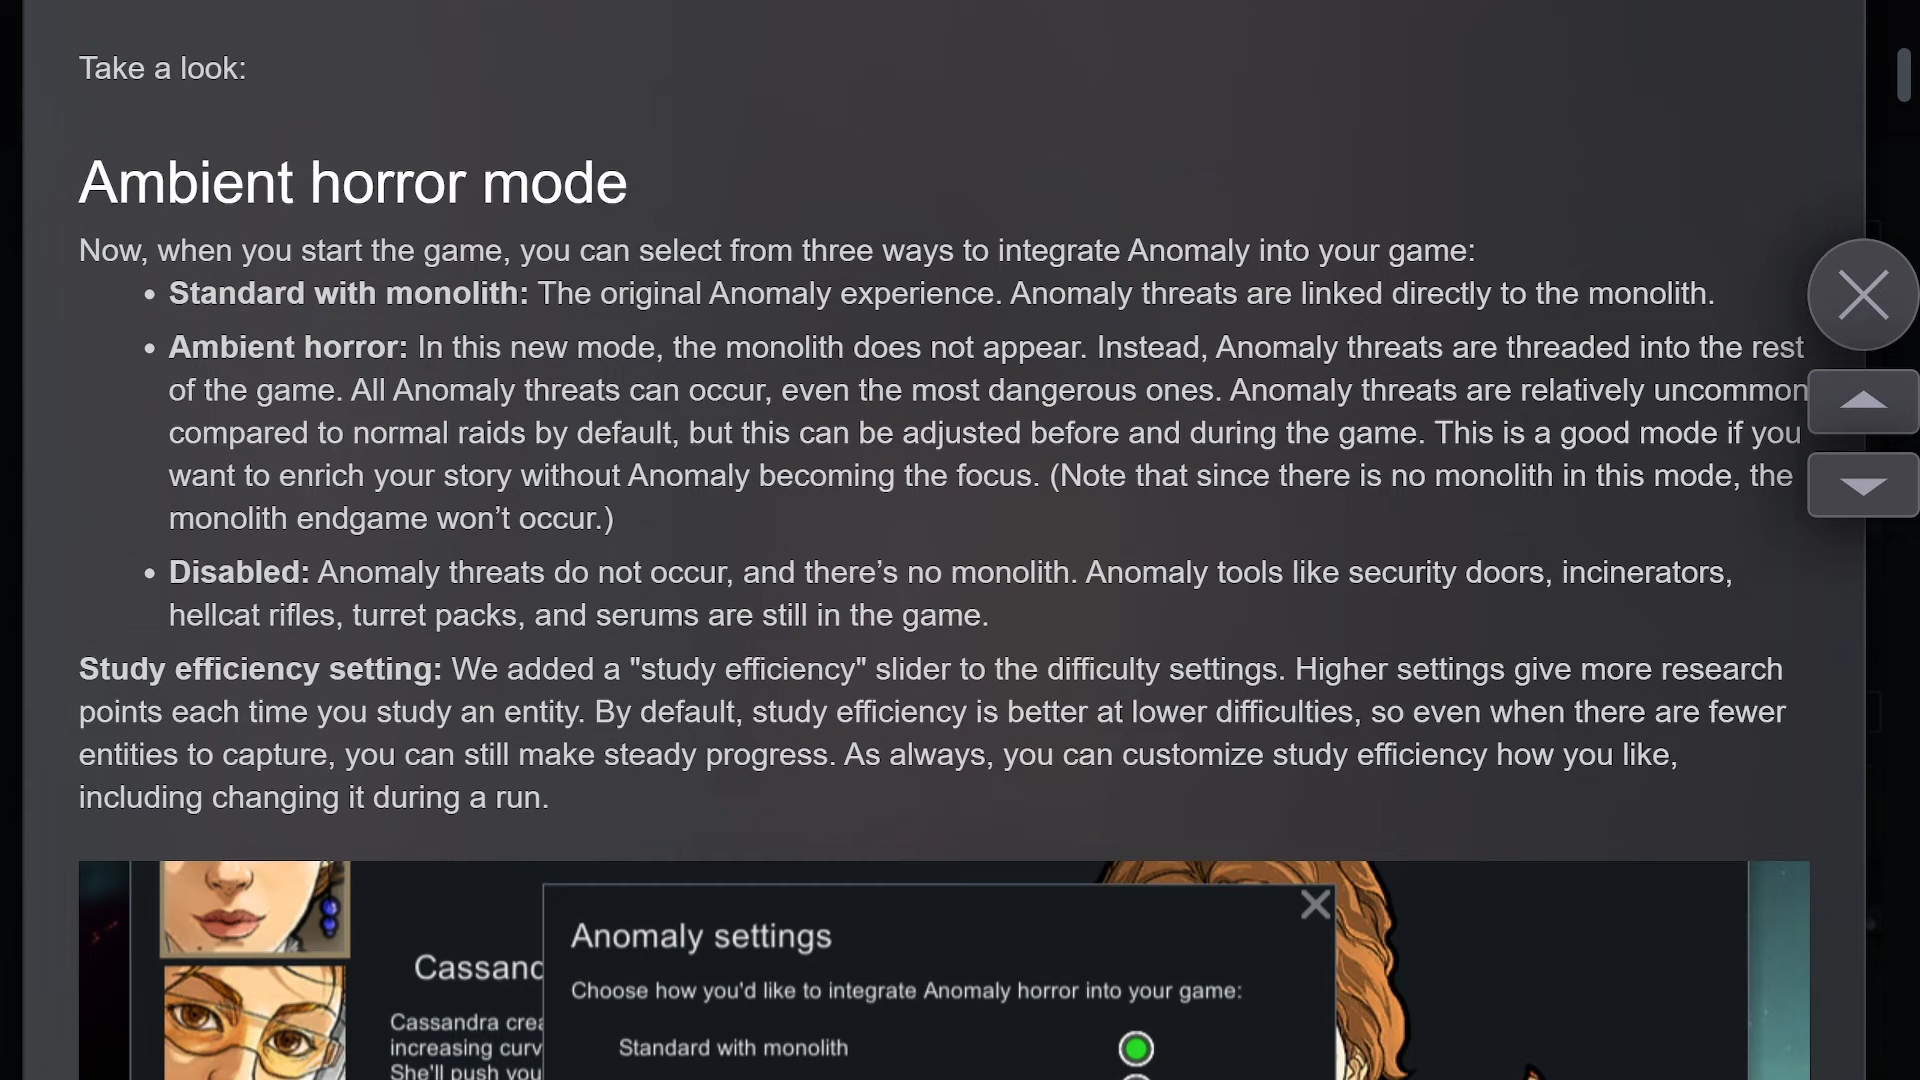 Take a look:
Ambient horror mode
Now, when you start the game, you can select from three ways to integrate Anomaly into your game:
• Standard with monolith: The original Anomaly experience. Anomaly threats are linked directly to the monolith.
• Ambient horror: In this new mode, the monolith does not appear. Instead, Anomaly threats are threaded into the rest
of the game. All Anomaly threats can occur, even the most dangerous ones. Anomaly threats are relatively uncommon
compared to normal raids by default, but this can be adjusted before and during the game. This is a good mode if you
want to enrich your story without Anomaly becoming the focus. (Note that since there is no monolith in this mode, the
monolith endgame won’t occur.)
• Disabled: Anomaly threats do not occur, and there’s no monolith. Anomaly tools like security doors, incinerators,
hellcat rifles, turret packs, and serums are still in the game.
Study efficiency setting: We added a "study efficiency" slider to the difficulty settings. Higher settings give more research
points each time you study an entity. By default, study efficiency is better at lower difficulties, so even when there are fewer
entities to capture, you can still make steady progress. As always, you can customize study efficiency how you like,
including changing it during a run.
Anomaly settings
Cassand
Choose how you'd like to integrate Anomaly horror into your game:
Cassandra crea
increasing curv
Standard with monolith
She'll push you